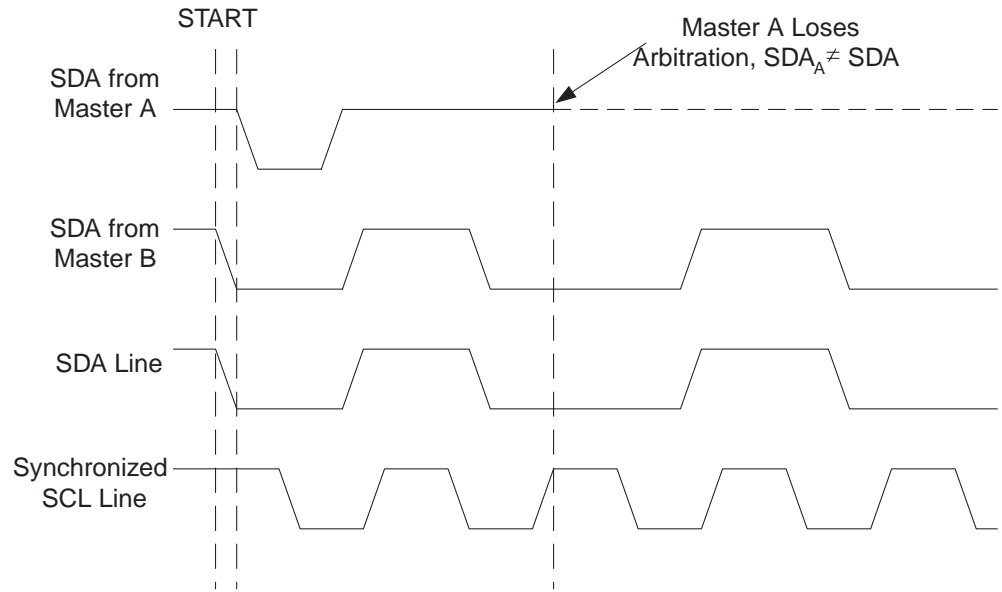 START
Master A Loses
Arbitration, SDA_A ≠ SDA
SDA from
Master A
SDA from
Master B
SDA Line
Synchronized
SCL Line